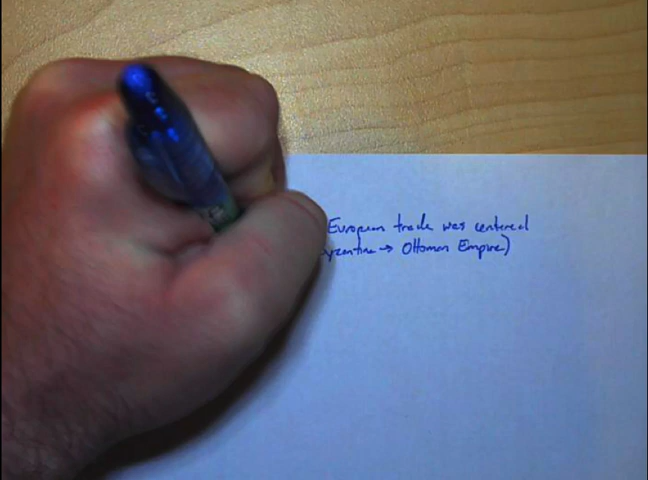 European trade was centered
yzantine → Ottoman Empire)